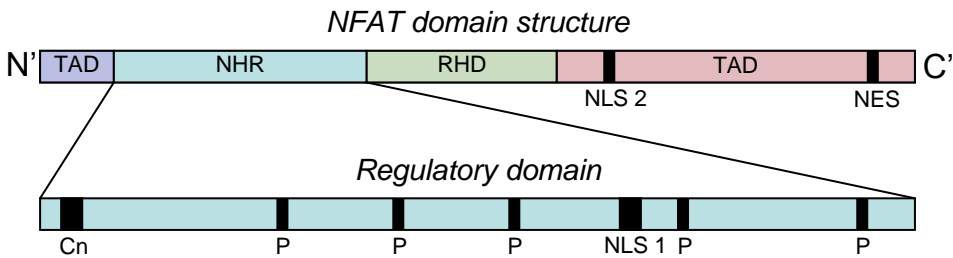 NFAT domain structure
N' TAD NHR RHD TAD C'
NLS 2 NES
Regulatory domain
Cn P P P NLS 1 P P